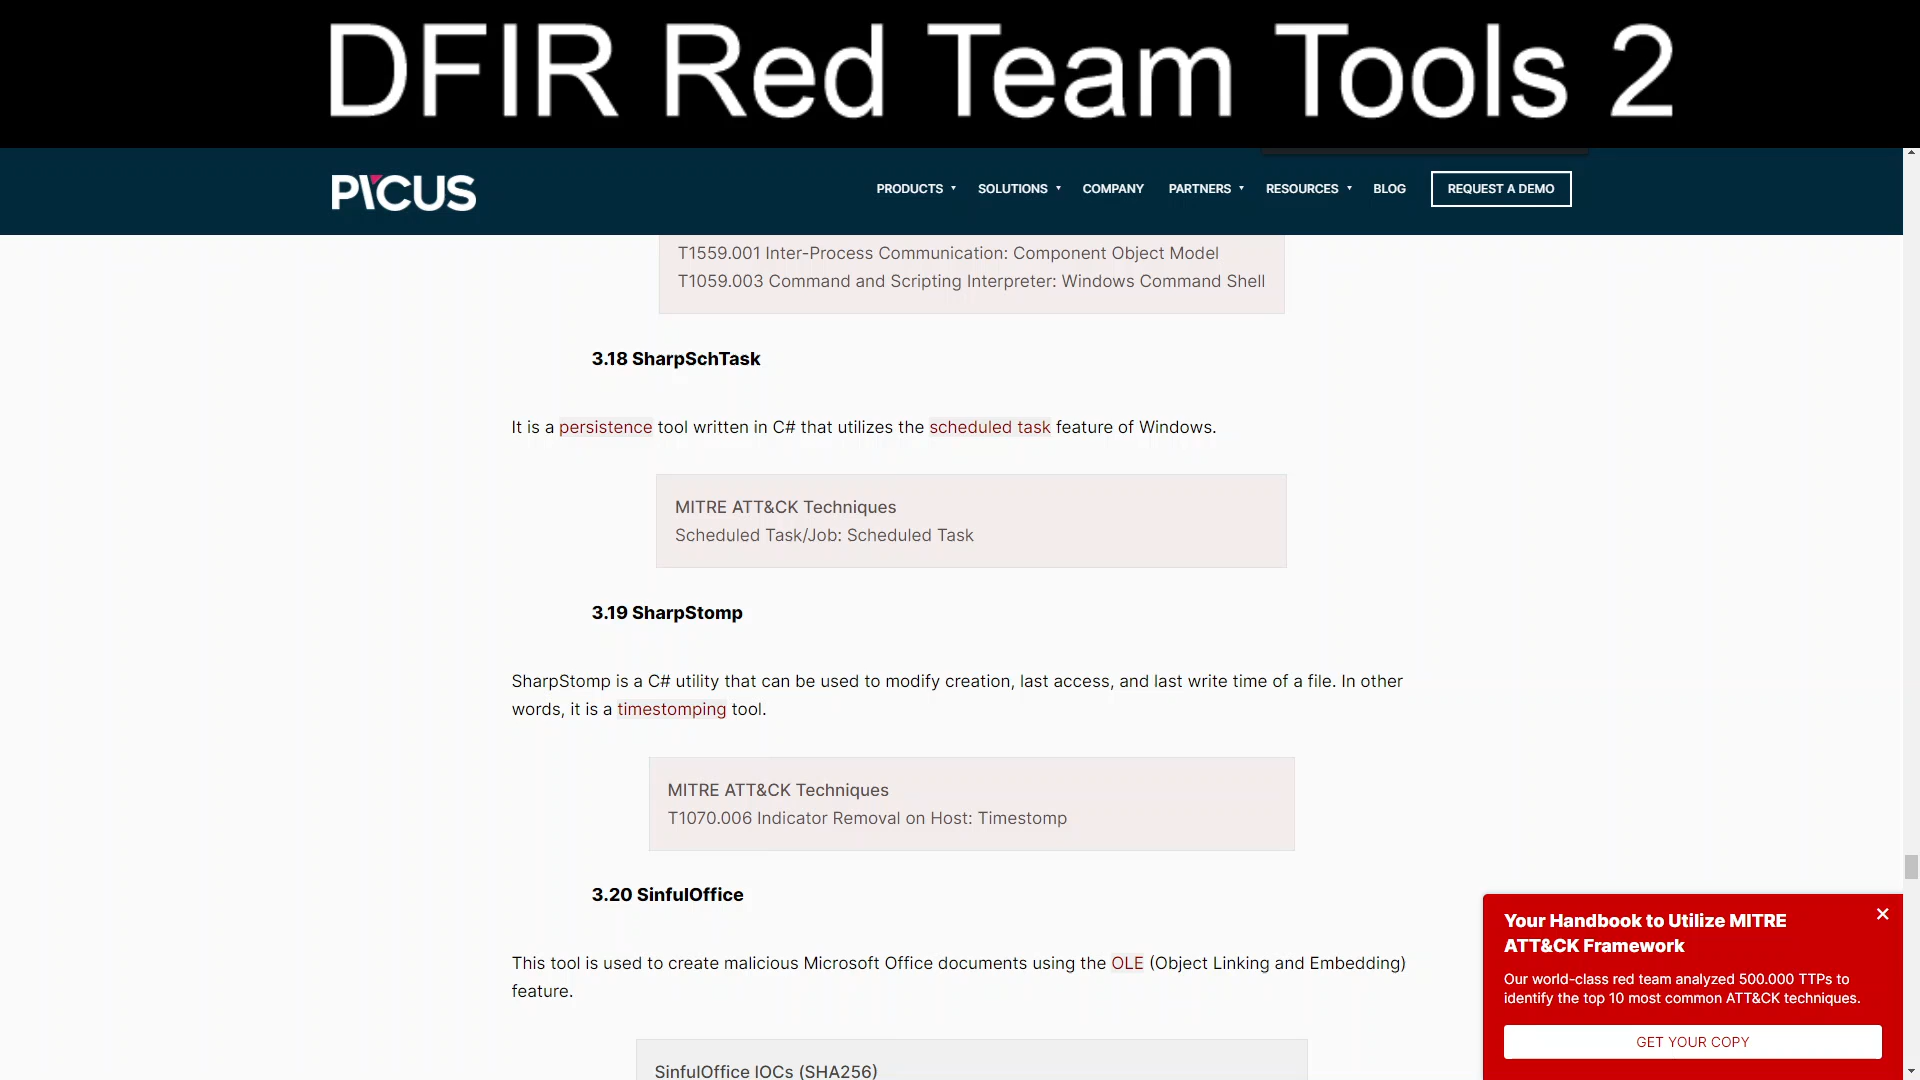 DFIR Red Team Tools 2
PICUS
PRODUCTS
SOLUTIONS
COMPANY
PARTNERS
RESOURCES
BLOG
REQUEST A DEMO
T1559.001 Inter-Process Communication: Component Object Model
T1059.003 Command and Scripting Interpreter: Windows Command Shell
3.18 SharpSchTask
It is a persistence tool written in C# that utilizes the scheduled task feature of Windows.
MITRE ATT&CK Techniques
Scheduled Task/Job: Scheduled Task
3.19 SharpStomp
SharpStomp is a C# utility that can be used to modify creation, last access, and last write time of a file. In other
words, it is a timestomping tool.
MITRE ATT&CK Techniques
T1070.006 Indicator Removal on Host: Timestomp
3.20 SinfulOffice
This tool is used to create malicious Microsoft Office documents using the OLE (Object Linking and Embedding)
feature.
SinfulOffice IOCs (SHA256)
Your Handbook to Utilize MITRE
ATT&CK Framework
Our world-class red team analyzed 500.000 TTPs to
identify the top 10 most common ATT&CK techniques.
GET YOUR COPY